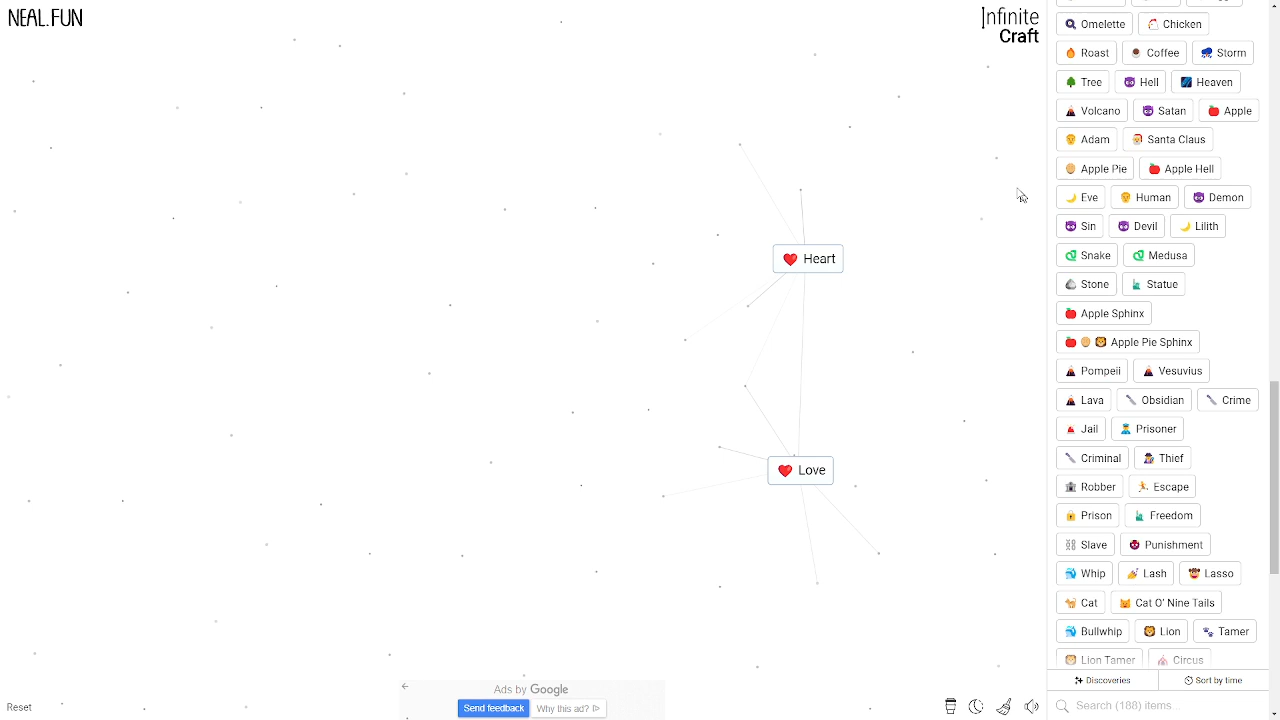 NEAL.FUN
Infinite
Craft
Omelette
Chicken
Roast
Coffee
Storm
Tree
Hell
Heaven
Volcano
Satan
Apple
Adam
Santa Claus
Apple Pie
Apple Hell
Eve
Human
Demon
Sin
Devil
Lilith
Snake
Medusa
Stone
Statue
Apple Sphinx
Apple Pie Sphinx
Pompeii
Vesuvius
Lava
Obsidian
Crime
Jail
Prisoner
Criminal
Thief
Robber
Escape
Prison
Freedom
Slave
Punishment
Whip
Lash
Lasso
Cat
Cat O' Nine Tails
Bullwhip
Lion
Tamer
Lion Tamer
Circus
Heart
Love
Discoveries
Sort by time
Search (188) items...
Reset
Ads by Google
Send feedback
Why this ad?